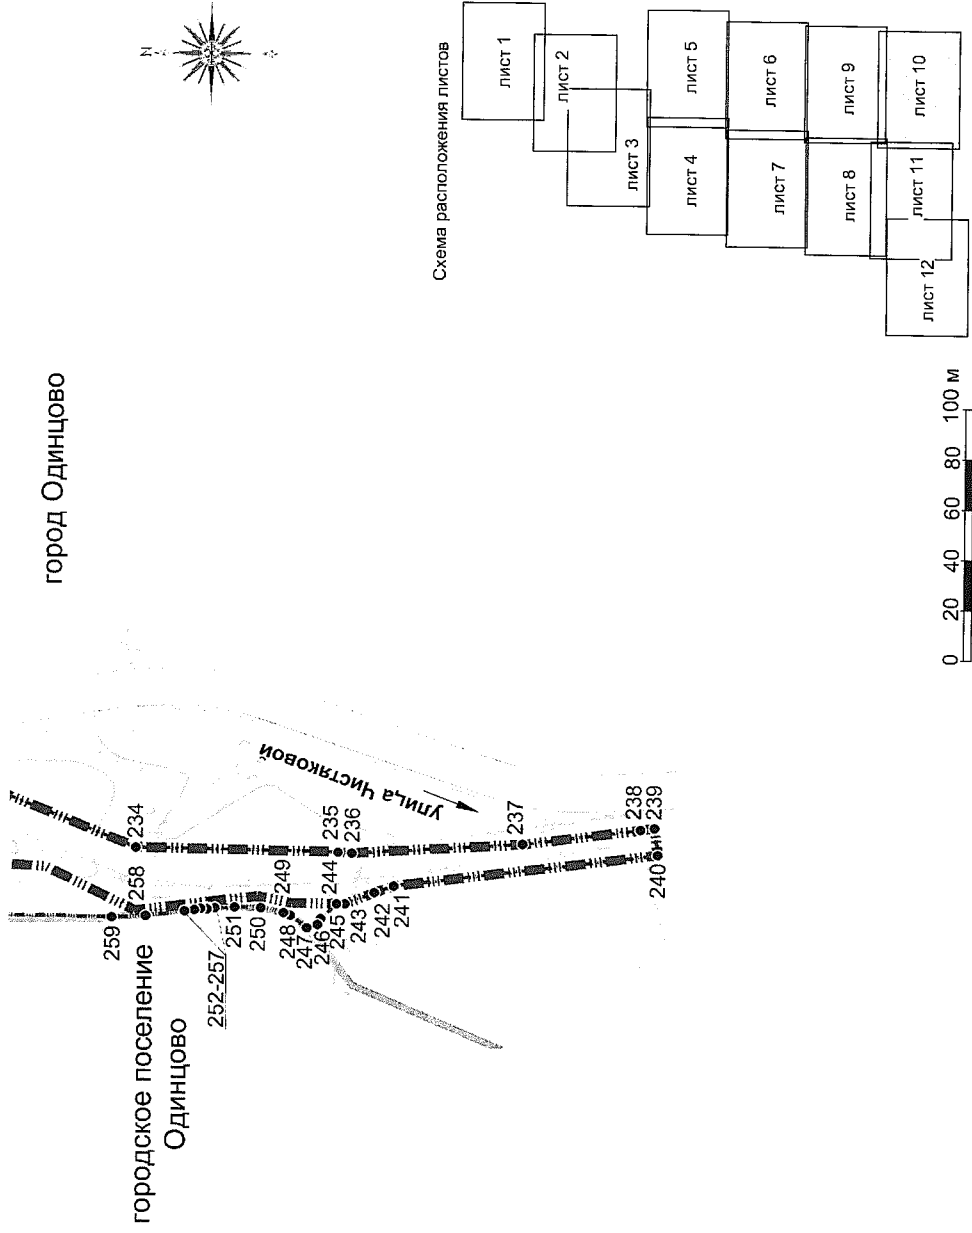 N
Схема расположения листов
лист 1
лист 2
лист 3
лист 4
лист 5
лист 6
лист 7
лист 8
лист 9
лист 10
лист 11
лист 12
город Одинцово
городское поселение
Одинцово
улица Чистяковой
234
235
236
237
238
239
240
241
242
243
244
245
246
247
248
249
250
251
252-257
258
259
0 20 40 60 80 100 м